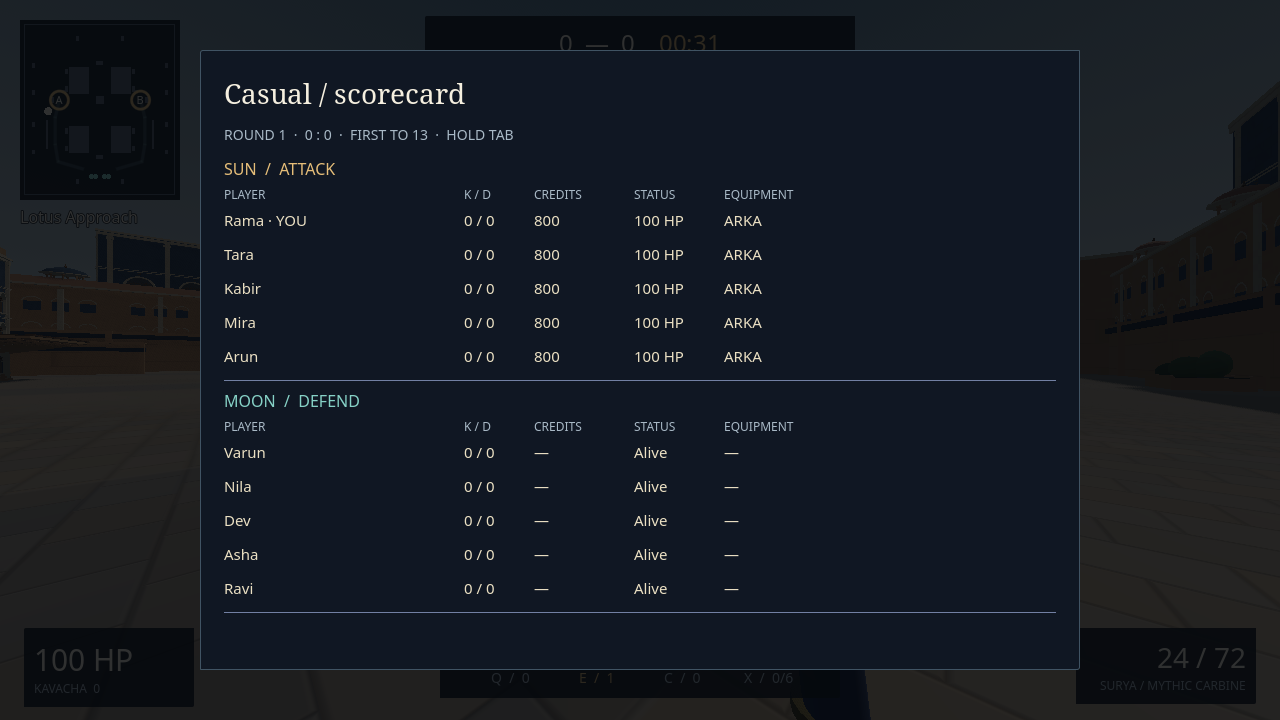 A
B
Lotus Approach
0 — 0 00:31
Casual / scorecard
ROUND 1 · 0 : 0 · FIRST TO 13 · HOLD TAB
SUN / ATTACK
PLAYER K / D CREDITS STATUS EQUIPMENT
Rama · YOU 0 / 0 800 100 HP ARKA
Tara 0 / 0 800 100 HP ARKA
Kabir 0 / 0 800 100 HP ARKA
Mira 0 / 0 800 100 HP ARKA
Arun 0 / 0 800 100 HP ARKA
MOON / DEFEND
PLAYER K / D CREDITS STATUS EQUIPMENT
Varun 0 / 0 — Alive —
Nila 0 / 0 — Alive —
Dev 0 / 0 — Alive —
Asha 0 / 0 — Alive —
Ravi 0 / 0 — Alive —
100 HP
KAVACHA 0
Q / 0 E / 1 C / 0 X / 0/6
24 / 72
SURYA / MYTHIC CARBINE